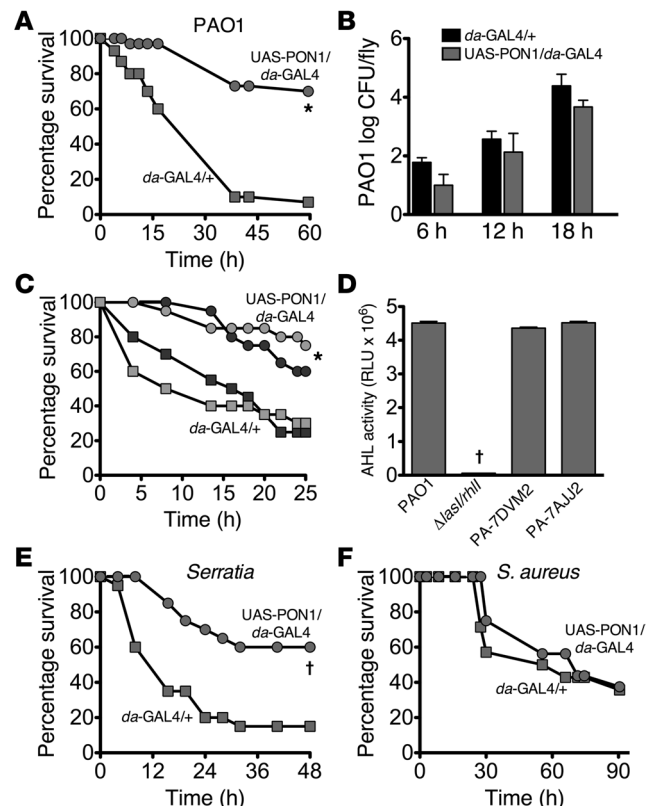 A
PAO1
Percentage survival
100
80
60
40
20
0
UAS-PON1/
da-GAL4
*
da-GAL4/+
0 15 30 45 60
Time (h)
B
da-GAL4/+
UAS-PON1/da-GAL4
PAO1 log CFU/fly
6
4
2
0
6 h 12 h 18 h
C
Percentage survival
100
80
60
40
20
0
UAS-PON1/
da-GAL4
*
da-GAL4/+
0 5 10 15 20 25
Time (h)
D
AHL activity (RLU x 10⁶)
5
4
3
2
1
0
†
PAO1
ΔlasI/rhlI
PA-7DVM2
PA-7AJJ2
E
Serratia
Percentage survival
100
80
60
40
20
0
UAS-PON1/
da-GAL4
†
da-GAL4/+
0 12 24 36 48
Time (h)
F
S. aureus
Percentage survival
100
80
60
40
20
0
UAS-PON1/
da-GAL4
da-GAL4/+
0 30 60 90
Time (h)